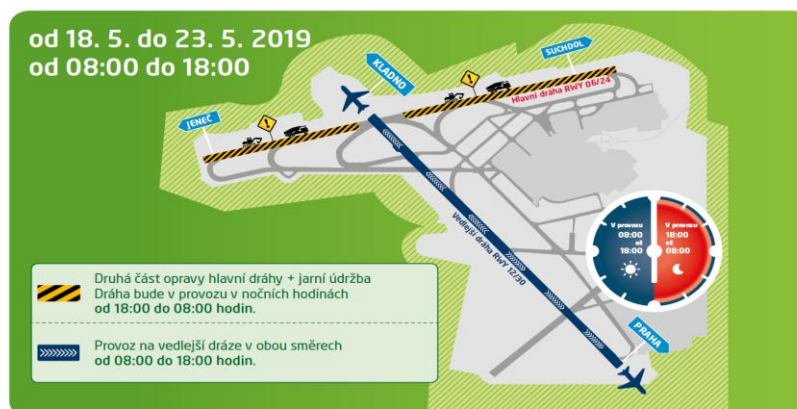 od 18. 5. do 23. 5. 2019
od 08:00 do 18:00
KLADNO
SUCHDOL
Hlavní dráha RWY 06/24
JENEČ
Vedlejší dráha RWY 12/30
V provozu
08:00
až
18:00
V provozu
18:00
až
08:00
PRAHA
Druhá část opravy hlavní dráhy + jarní údržba
Dráha bude v provozu v nočních hodinách
od 18:00 do 08:00 hodin.
Provoz na vedlejší dráze v obou směrech
od 08:00 do 18:00 hodin.